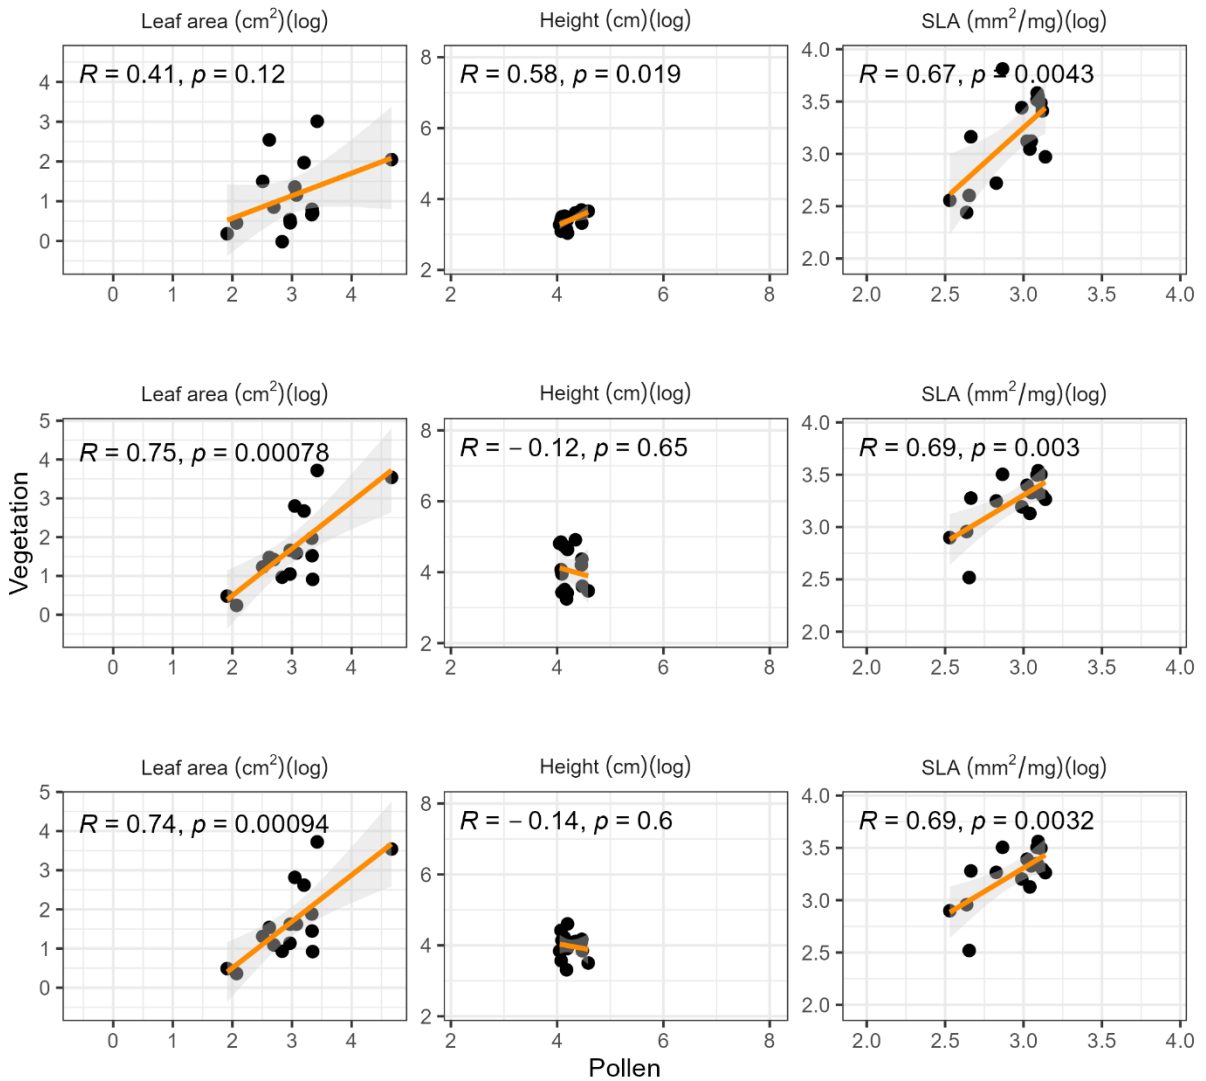 Leaf area (cm²)(log) Height (cm)(log) SLA (mm²/mg)(log)
R = 0.41, p = 0.12 R = 0.58, p = 0.019 R = 0.67, p = 0.0043
4 3 2 1 0
8 6 4 2
4.0 3.5 3.0 2.5 2.0
0 1 2 3 4 2 4 6 8 2.0 2.5 3.0 3.5 4.0
Leaf area (cm²)(log) Height (cm)(log) SLA (mm²/mg)(log)
R = 0.75, p = 0.00078 R = − 0.12, p = 0.65 R = 0.69, p = 0.003
5 4 3 2 1 0
8 6 4 2
4.0 3.5 3.0 2.5 2.0
0 1 2 3 4 2 4 6 8 2.0 2.5 3.0 3.5 4.0
Vegetation
Leaf area (cm²)(log) Height (cm)(log) SLA (mm²/mg)(log)
R = 0.74, p = 0.00094 R = − 0.14, p = 0.6 R = 0.69, p = 0.0032
5 4 3 2 1 0
8 6 4 2
4.0 3.5 3.0 2.5 2.0
0 1 2 3 4 2 4 6 8 2.0 2.5 3.0 3.5 4.0
Pollen